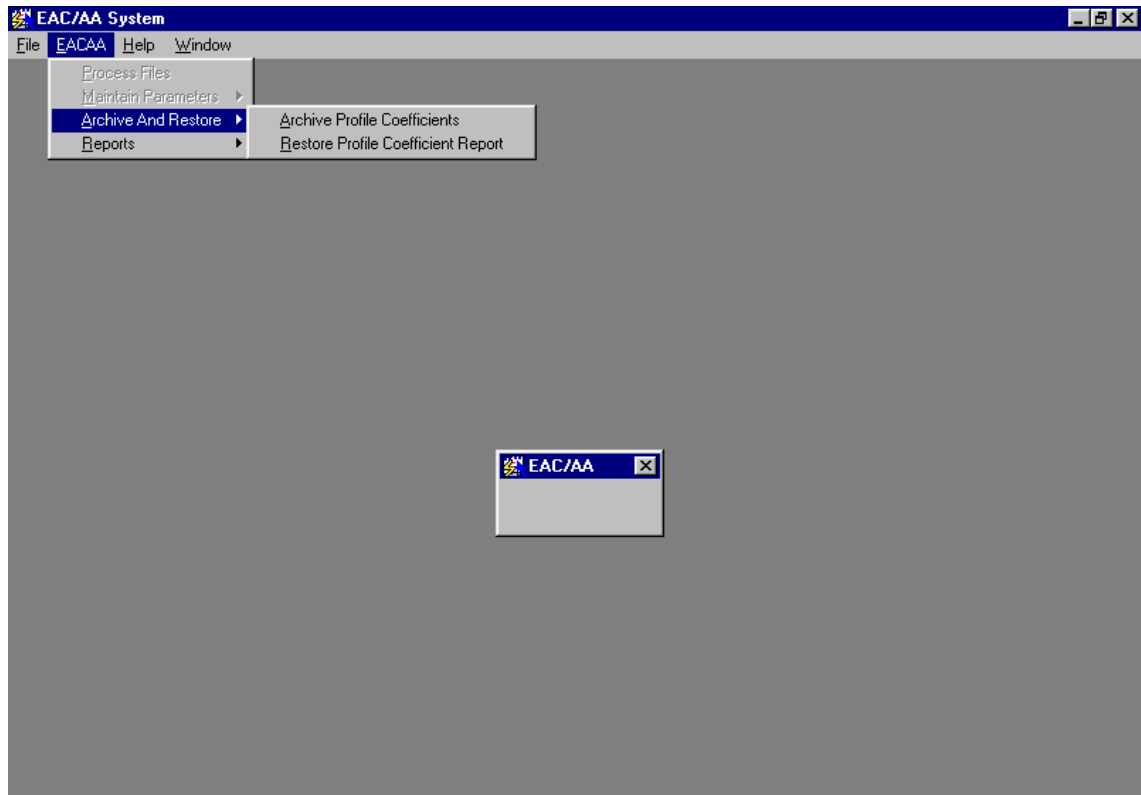 EAC/AA System
File EACAA Help Window
Process Files
Maintain Parameters
Archive And Restore
Archive Profile Coefficients
Reports
Restore Profile Coefficient Report
EAC/AA